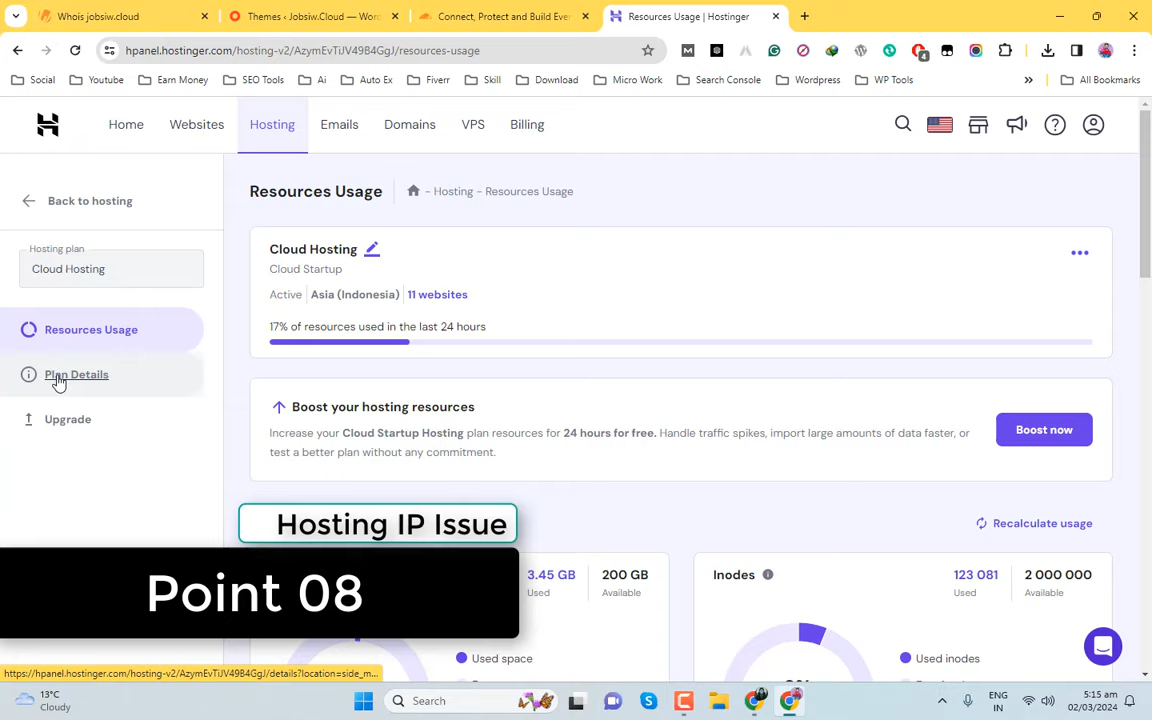 Whois jobsiw.cloud
Themes ‹ Jobsiw.Cloud — Wor
Connect, Protect and Build Ever
Resources Usage | Hostinger
hpanel.hostinger.com/hosting-v2/AzymEvTiJV49B4GgJ/resources-usage
4
Social
Youtube
Earn Money
SEO Tools
Ai
Auto Ex
Fiverr
Skill
Download
Micro Work
Search Console
Wordpress
WP Tools
All Bookmarks
Home
Websites
Hosting
Emails
Domains
VPS
Billing
Back to hosting
Hosting plan
Cloud Hosting
Resources Usage
Plan Details
Upgrade
Resources Usage
- Hosting - Resources Usage
Cloud Hosting
Cloud Startup
Active
Asia (Indonesia)
11 websites
17% of resources used in the last 24 hours
Boost your hosting resources
Increase your Cloud Startup Hosting plan resources for 24 hours for free. Handle traffic spikes, import large amounts of data faster, or
test a better plan without any commitment.
Boost now
Recalculate usage
Hosting IP Issue
Point 08
3.45 GB
Used
200 GB
Available
Used space
Inodes
123 081
Used
2 000 000
Available
Used inodes
https://hpanel.hostinger.com/hosting-v2/AzymEvTiJV49B4GgJ/details?location=side_m...
13°C
Cloudy
Search
ENG
IN
5:15 am
02/03/2024